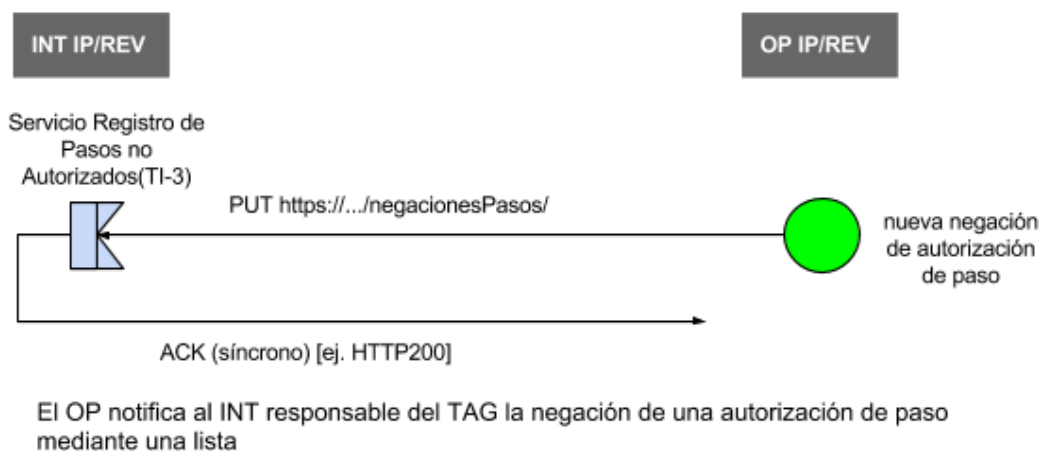 INT IP/REV
OP IP/REV
Servicio Registro de
Pasos no
Autorizados(TI-3)
PUT https://.../negacionesPasos/
nueva negación
de autorización
de paso
ACK (síncrono) [ej. HTTP200]
El OP notifica al INT responsable del TAG la negación de una autorización de paso
mediante una lista